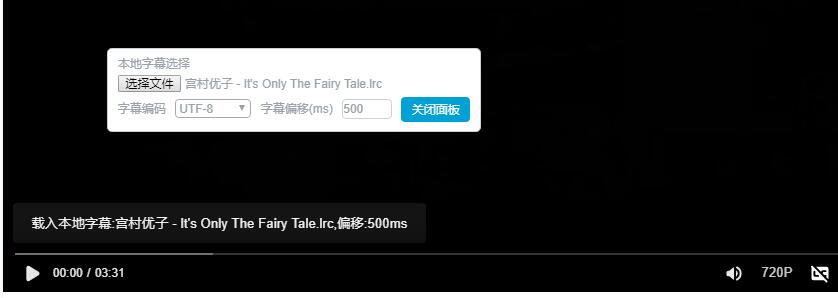 本地字幕选择
选择文件 宫村优子 - It's Only The Fairy Tale.lrc
字幕编码 UTF-8 字幕偏移(ms) 500 关闭面板
载入本地字幕:宫村优子 - It's Only The Fairy Tale.lrc,偏移:500ms
00:00 / 03:31 720P